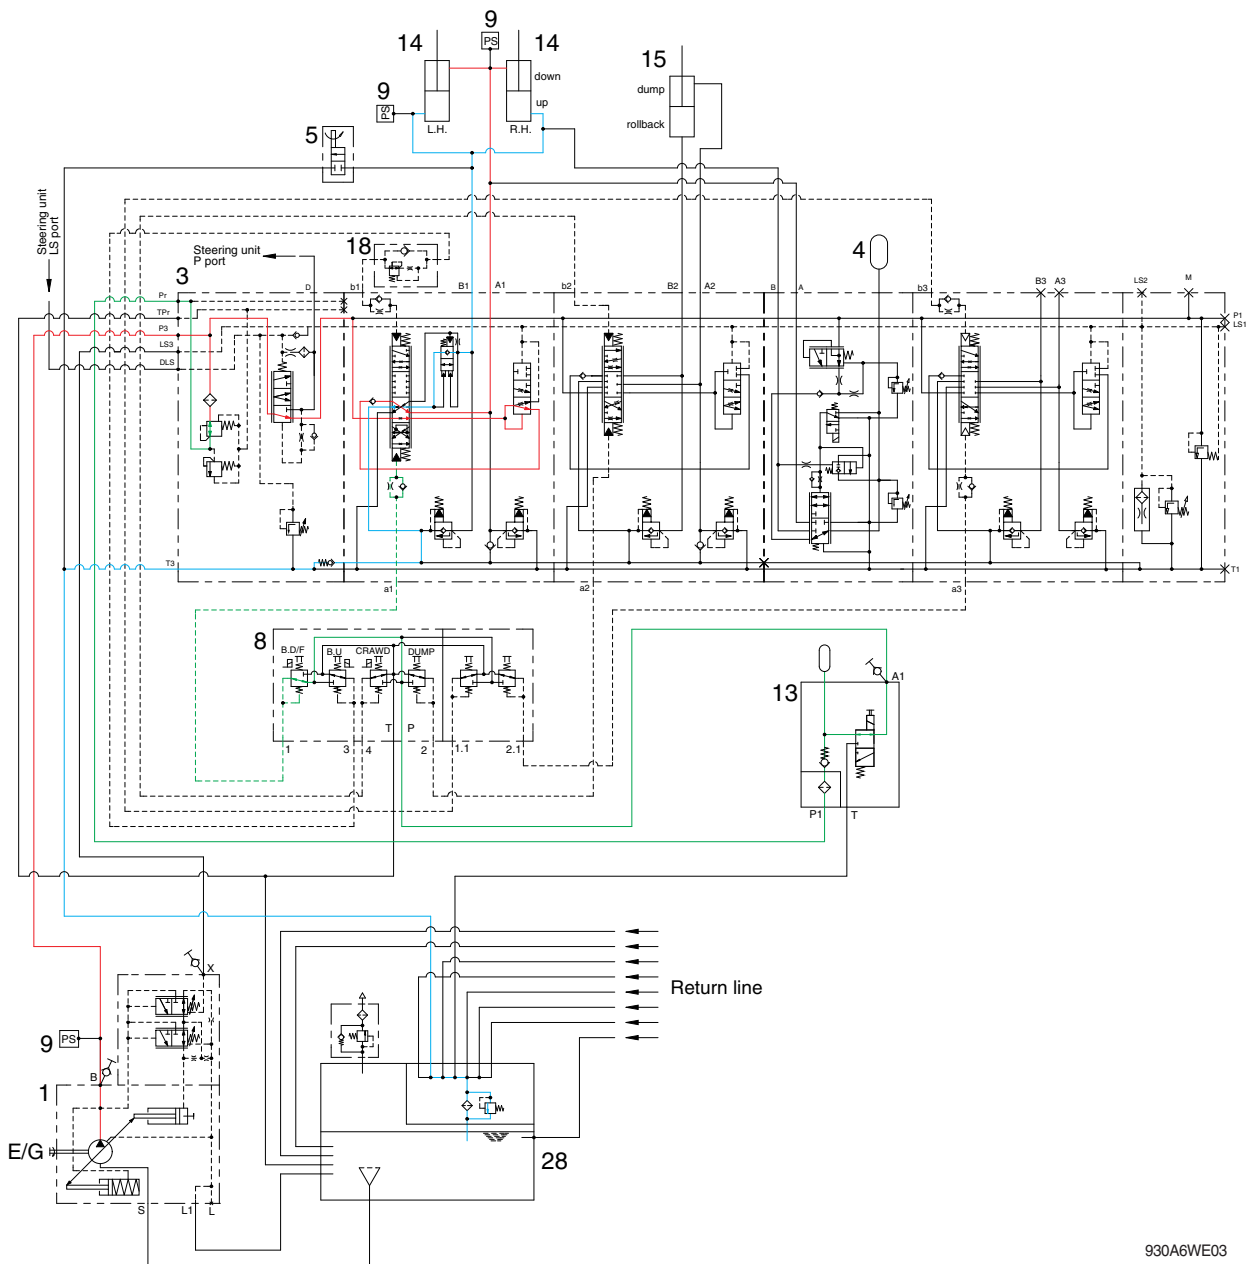 9
PS
14
14
15
down
dump
9
PS
up
L.H.
R.H.
rollback
5
Steering unit
LS port
Steering unit
P port
18
4
3
D
b1
B1
A1
b2
B2
A2
B
A
b3
B3
A3
LS2
M
Pr
TPr
P3
LS3
DLS
P1
LS1
T3
T1
a1
a2
a3
8
B.D/F
B.U
CRAWD
DUMP
T
P
1
3
4
2
1.1
2.1
13
A1
P1
T
X
Return line
9
PS
B
1
E/G
28
S
L1
L
930A6WE03